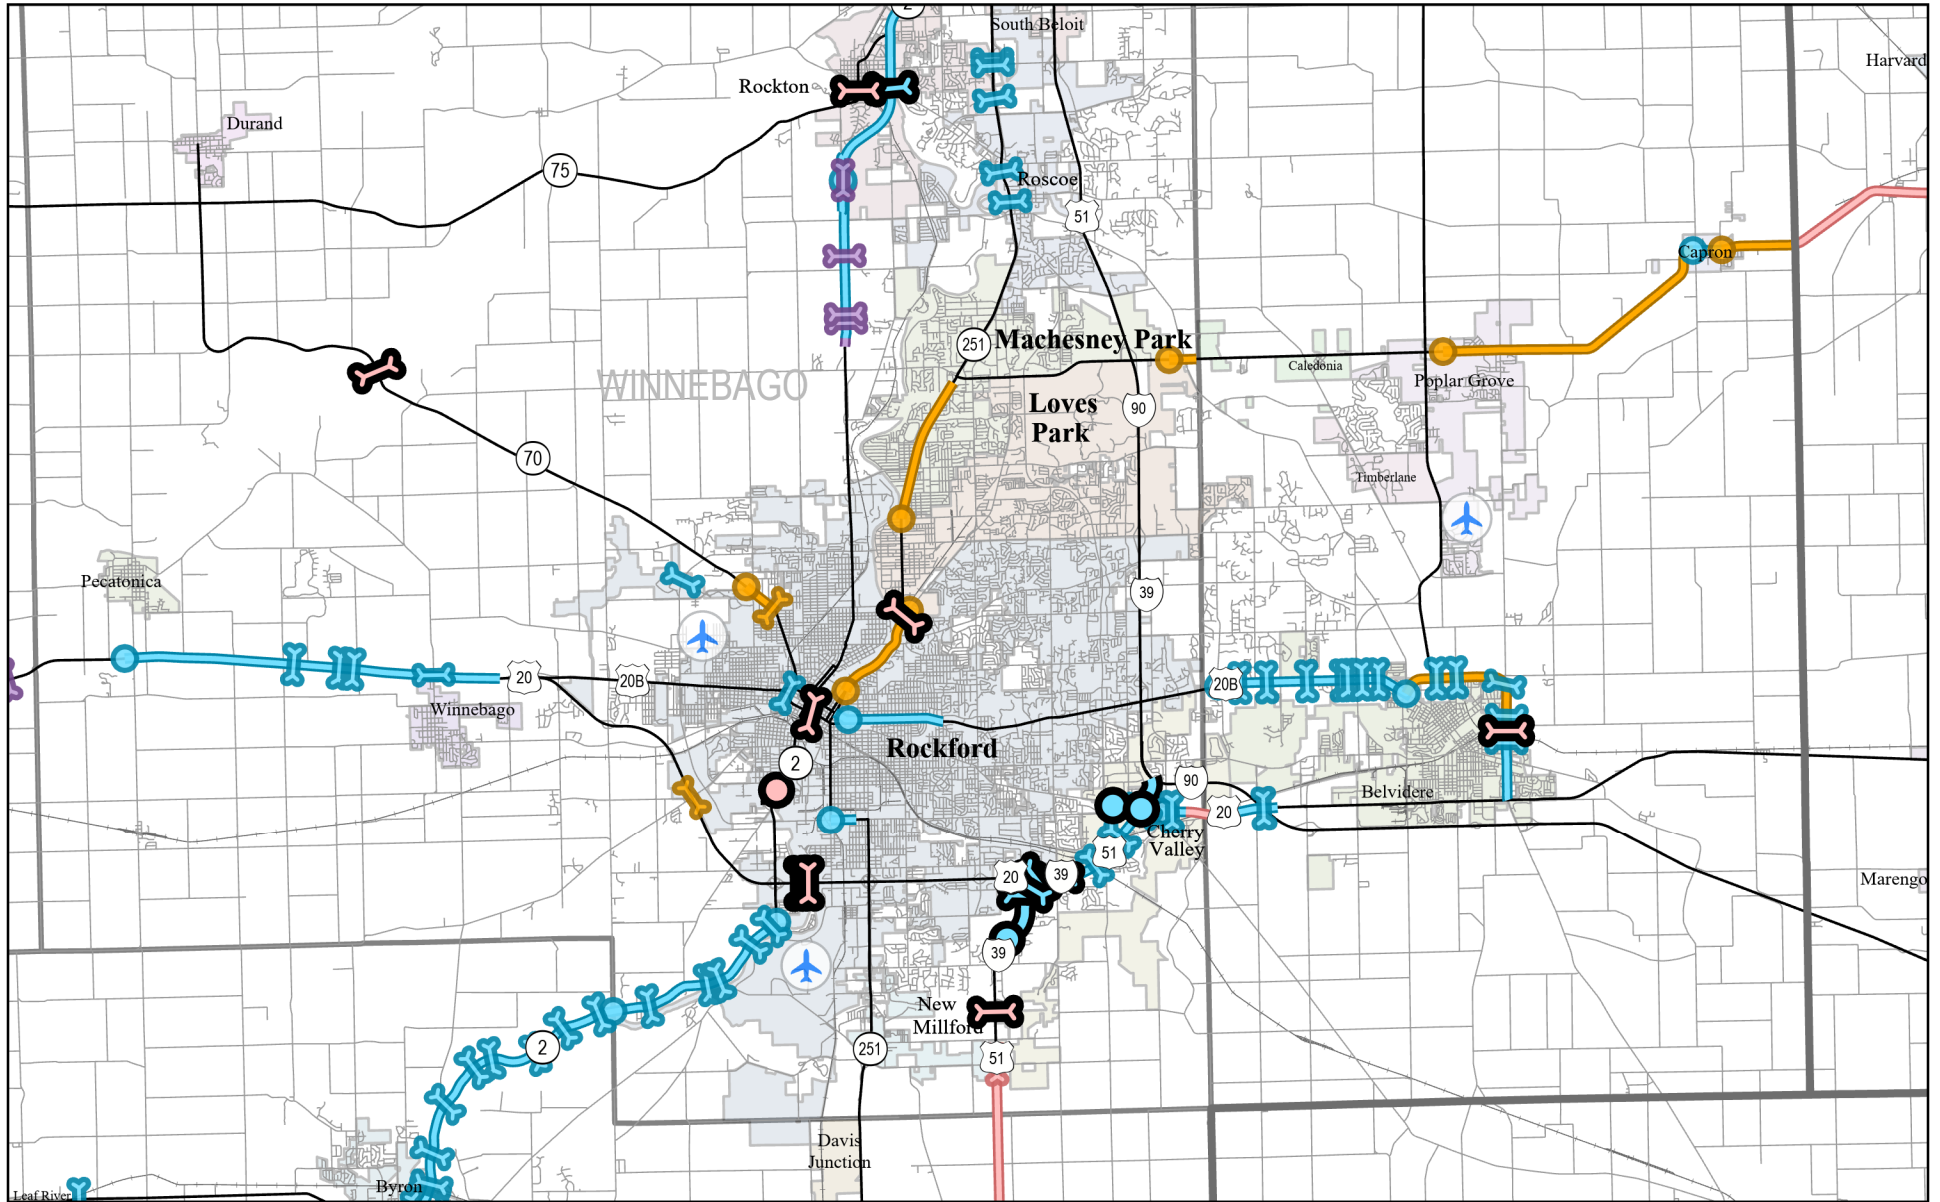 2
South Beloit
Harvard
Rockton
Durand
75
Roscoe
51
Capron
251
Machesney Park
Caledonia
WINNEBAGO
Poplar Grove
Loves
Park
90
70
Timberlane
Pecatonica
39
20
20B
20B
Winnebago
Rockford
2
90
Belvidere
20
Cherry
Valley
51
20
39
Marengo
39
New
Millford
2
251
51
Davis
Junction
Byron
Leaf River